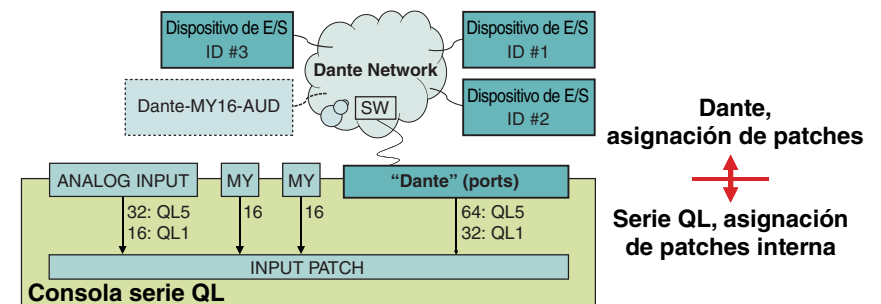 Dispositivo de E/S
ID #3
Dispositivo de E/S
ID #1
Dante Network
Dante-MY16-AUD
SW
Dispositivo de E/S
ID #2
Dante,
asignación de patches
ANALOG INPUT
MY
MY
“Dante” (ports)
32: QL5
16: QL1
16
16
64: QL5
32: QL1
Serie QL, asignación
de patches interna
INPUT PATCH
Consola serie QL